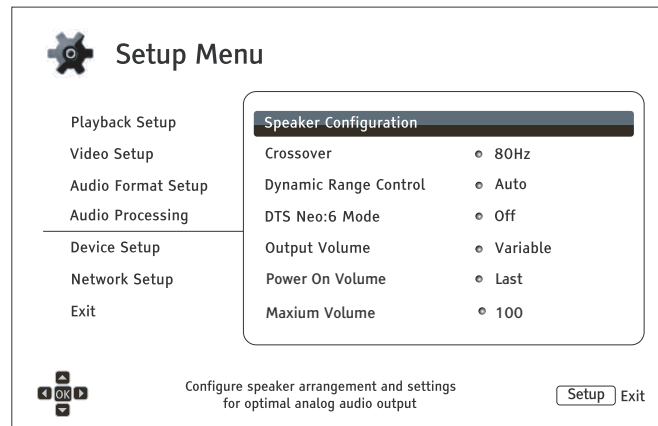 Setup Menu
Playback Setup
Video Setup
Audio Format Setup
Audio Processing
Device Setup
Network Setup
Exit
Speaker Configuration
Crossover 80Hz
Dynamic Range Control Auto
DTS Neo:6 Mode Off
Output Volume Variable
Power On Volume Last
Maxium Volume 100
OK
Configure speaker arrangement and settings
for optimal analog audio output
Setup Exit